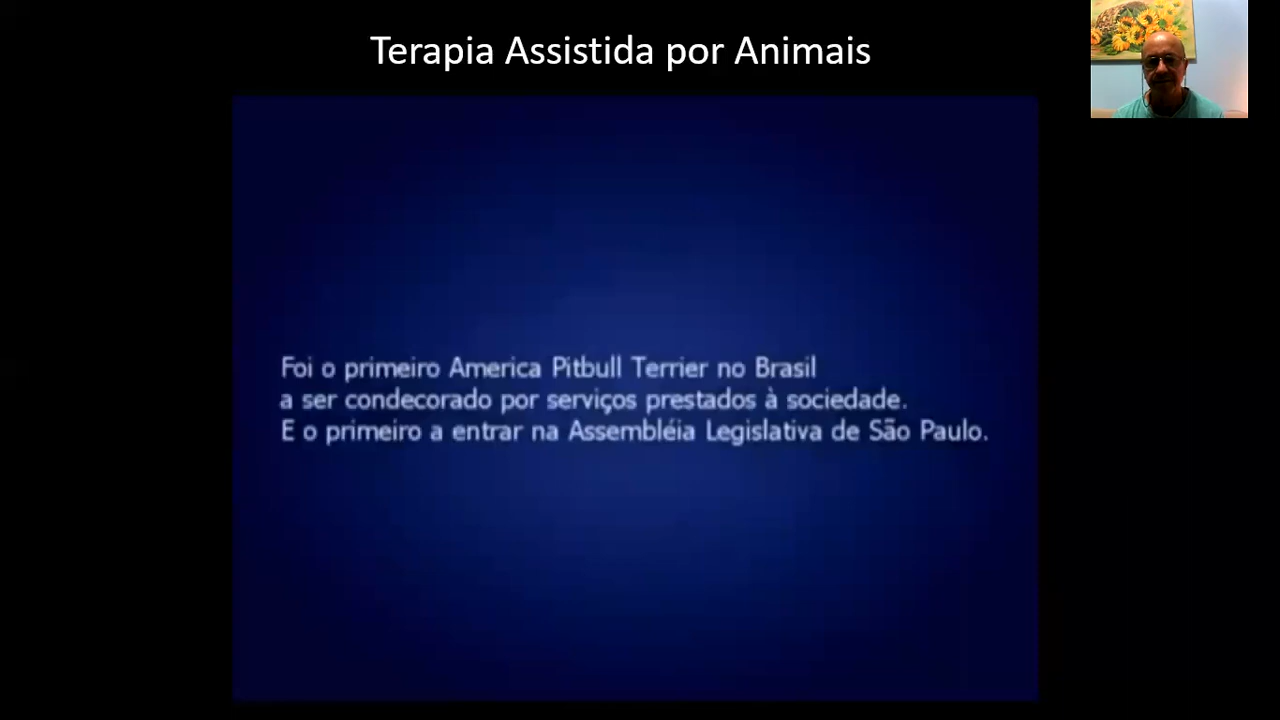 Terapia Assistida por Animais
Foi o primeiro America Pitbull Terrier no Brasil
a ser condecorado por serviços prestados à sociedade.
E o primeiro a entrar na Assembléia Legislativa de São Paulo.